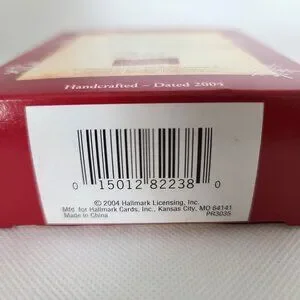 Handcrafted ~ Dated 2004
0 15012 82238 0
© 2004 Hallmark Licensing, Inc.
Mfd. for Hallmark Cards, Inc., Kansas City, MO 64141
Made in China PR3035